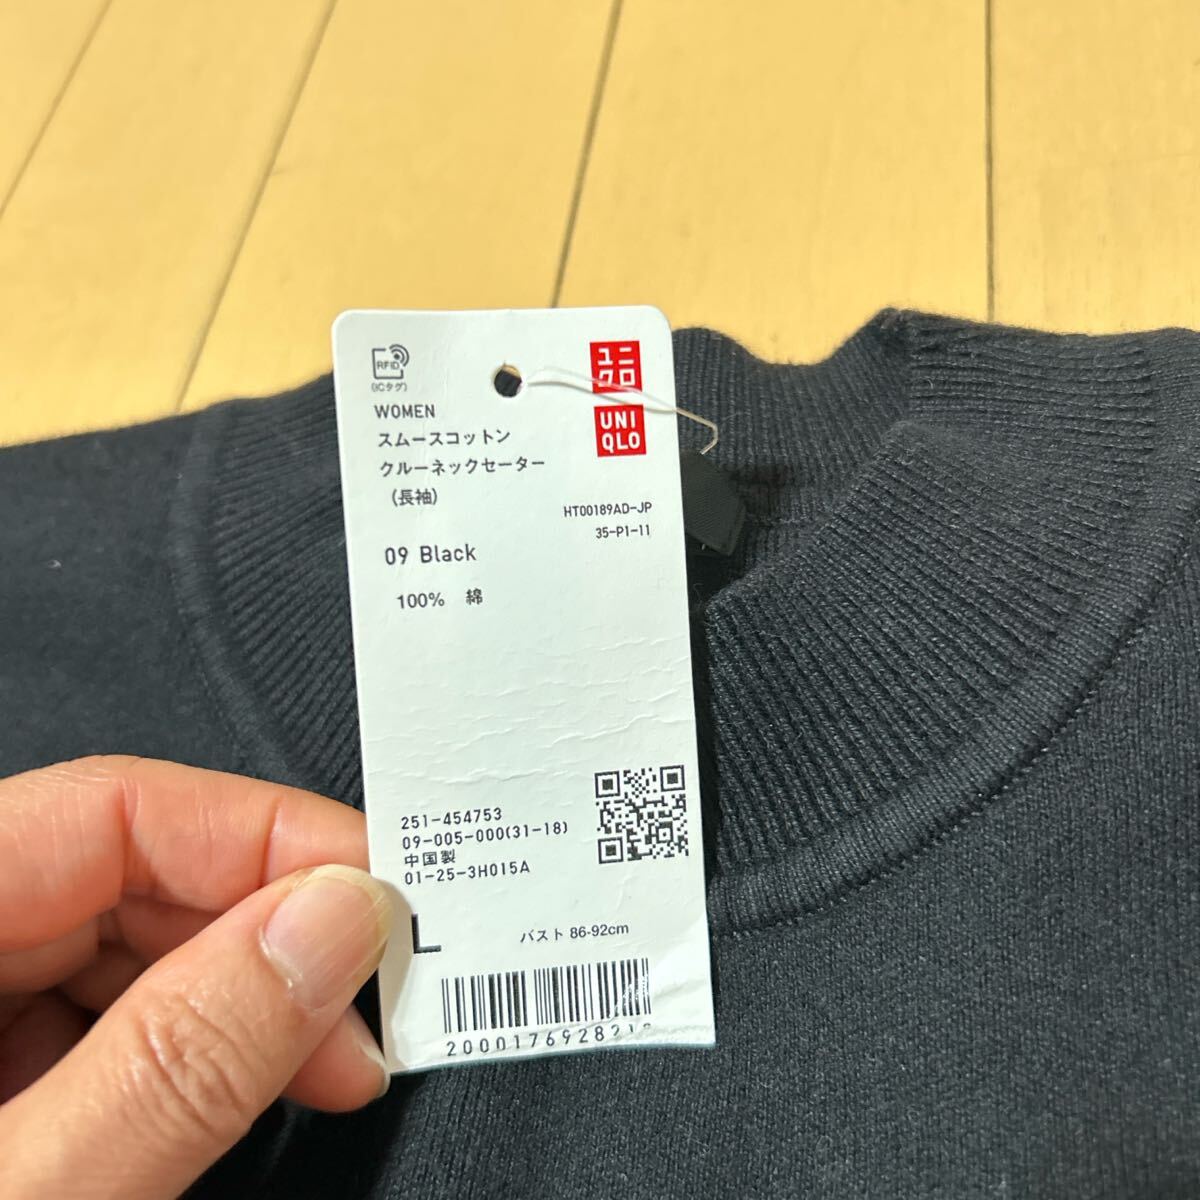 RFID
(ICタグ)
ユニ
クロ
UNI
QLO
WOMEN
スムースコットン
クルーネックセーター
(長袖)
HT00189AD-JP
35-P1-11
09 Black
100% 綿
251-454753
09-005-000(31-18)
中国製
01-25-3H015A
L
バスト 86-92cm